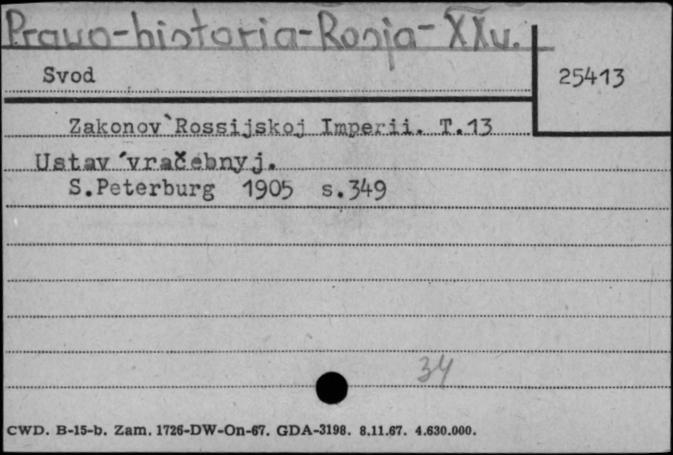 Prawo-historia-Rosja-XXw.
Svod
25413
Zakonov`Rossijskoj Imperii. T.13
Ustav´vračebnyj.
S.Peterburg 1905 s.349
34
CWD. B-15-b. Zam. 1726-DW-On-67. GDA-3198. 8.11.67. 4.630.000.